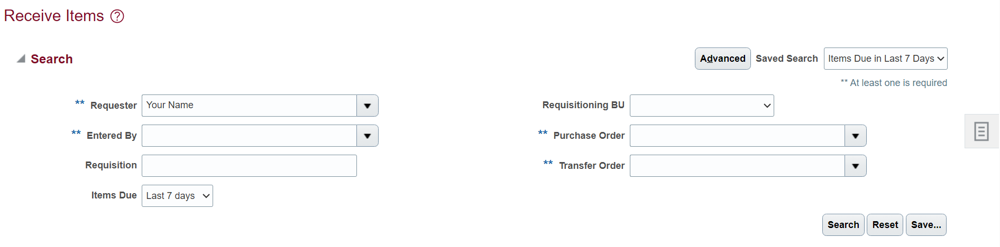 Receive Items ?
Search
Advanced Saved Search Items Due in Last 7 Days
** At least one is required
** Requester Your Name
Requisitioning BU
** Entered By
** Purchase Order
Requisition
** Transfer Order
Items Due Last 7 days
Search Reset Save...